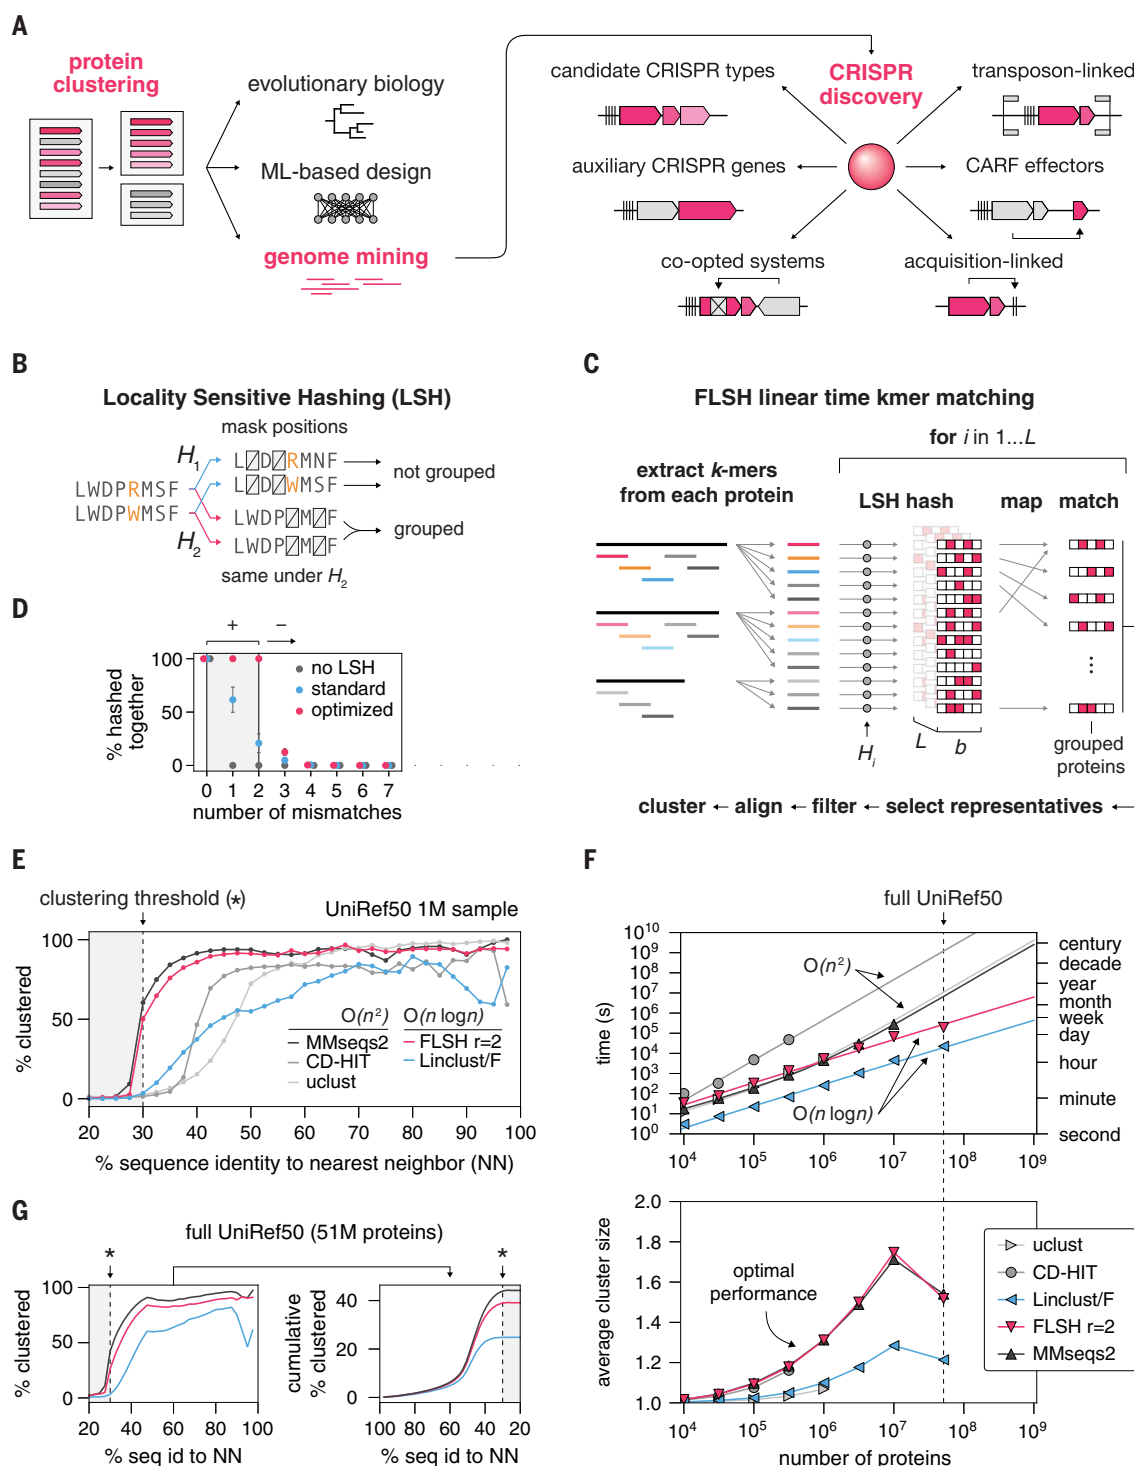 A
protein
clustering
evolutionary biology
ML-based design
genome mining
candidate CRISPR types
CRISPR
discovery
transposon-linked
auxiliary CRISPR genes
CARF effectors
co-opted systems
acquisition-linked
B
Locality Sensitive Hashing (LSH)
mask positions
H1
L D RMNF
not grouped
L D WMSF
LWDPRMSF
LWDPWMSF
LWDP M F
grouped
LWDP M F
H2
same under H2
C
FLSH linear time kmer matching
for i in 1...L
extract k-mers
from each protein
LSH hash
map
match
Hi
L
b
grouped
proteins
cluster ← align ← filter ← select representatives ←
D
+ −
% hashed
together
100
50
0
no LSH
standard
optimized
0 1 2 3 4 5 6 7
number of mismatches
E
clustering threshold (*)
UniRef50 1M sample
% clustered
100
50
0
O(n²)
MMseqs2
CD-HIT
uclust
O(n logn)
FLSH r=2
Linclust/F
20 30 40 50 60 70 80 90 100
% sequence identity to nearest neighbor (NN)
F
full UniRef50
time (s)
10¹⁰
10⁹
10⁸
10⁷
10⁶
10⁵
10⁴
10³
10²
10¹
10⁰
O(n²)
O(n logn)
century
decade
year
month
week
day
hour
minute
second
10⁴ 10⁵ 10⁶ 10⁷ 10⁸ 10⁹
average cluster size
2.0
1.8
1.6
1.4
1.2
1.0
optimal
performance
uclust
CD-HIT
Linclust/F
FLSH r=2
MMseqs2
10⁴ 10⁵ 10⁶ 10⁷ 10⁸ 10⁹
number of proteins
G
full UniRef50 (51M proteins)
*
% clustered
100
50
0
20 40 60 80 100
% seq id to NN
*
cumulative
% clustered
40
20
0
100 80 60 40 20
% seq id to NN